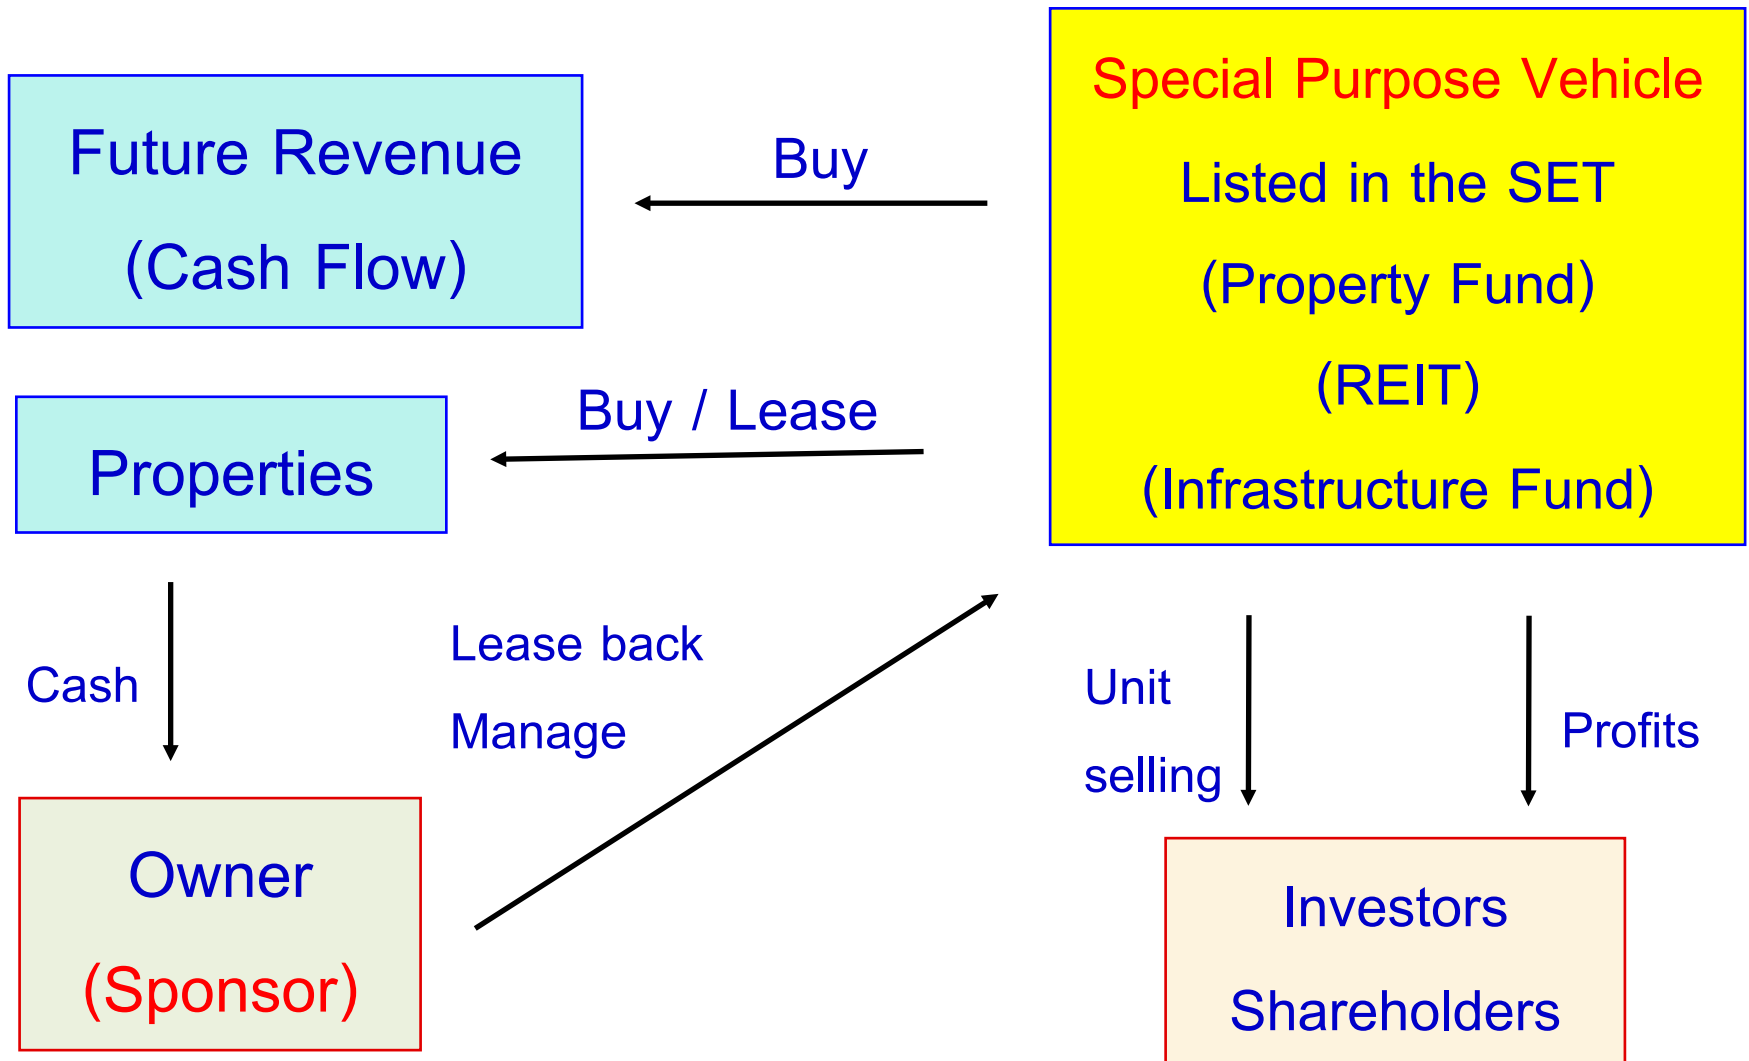 Future Revenue
(Cash Flow)
Buy
Special Purpose Vehicle
Listed in the SET
(Property Fund)
(REIT)
(Infrastructure Fund)
Properties
Buy / Lease
Cash
Lease back
Manage
Unit
selling
Profits
Owner
(Sponsor)
Investors
Shareholders